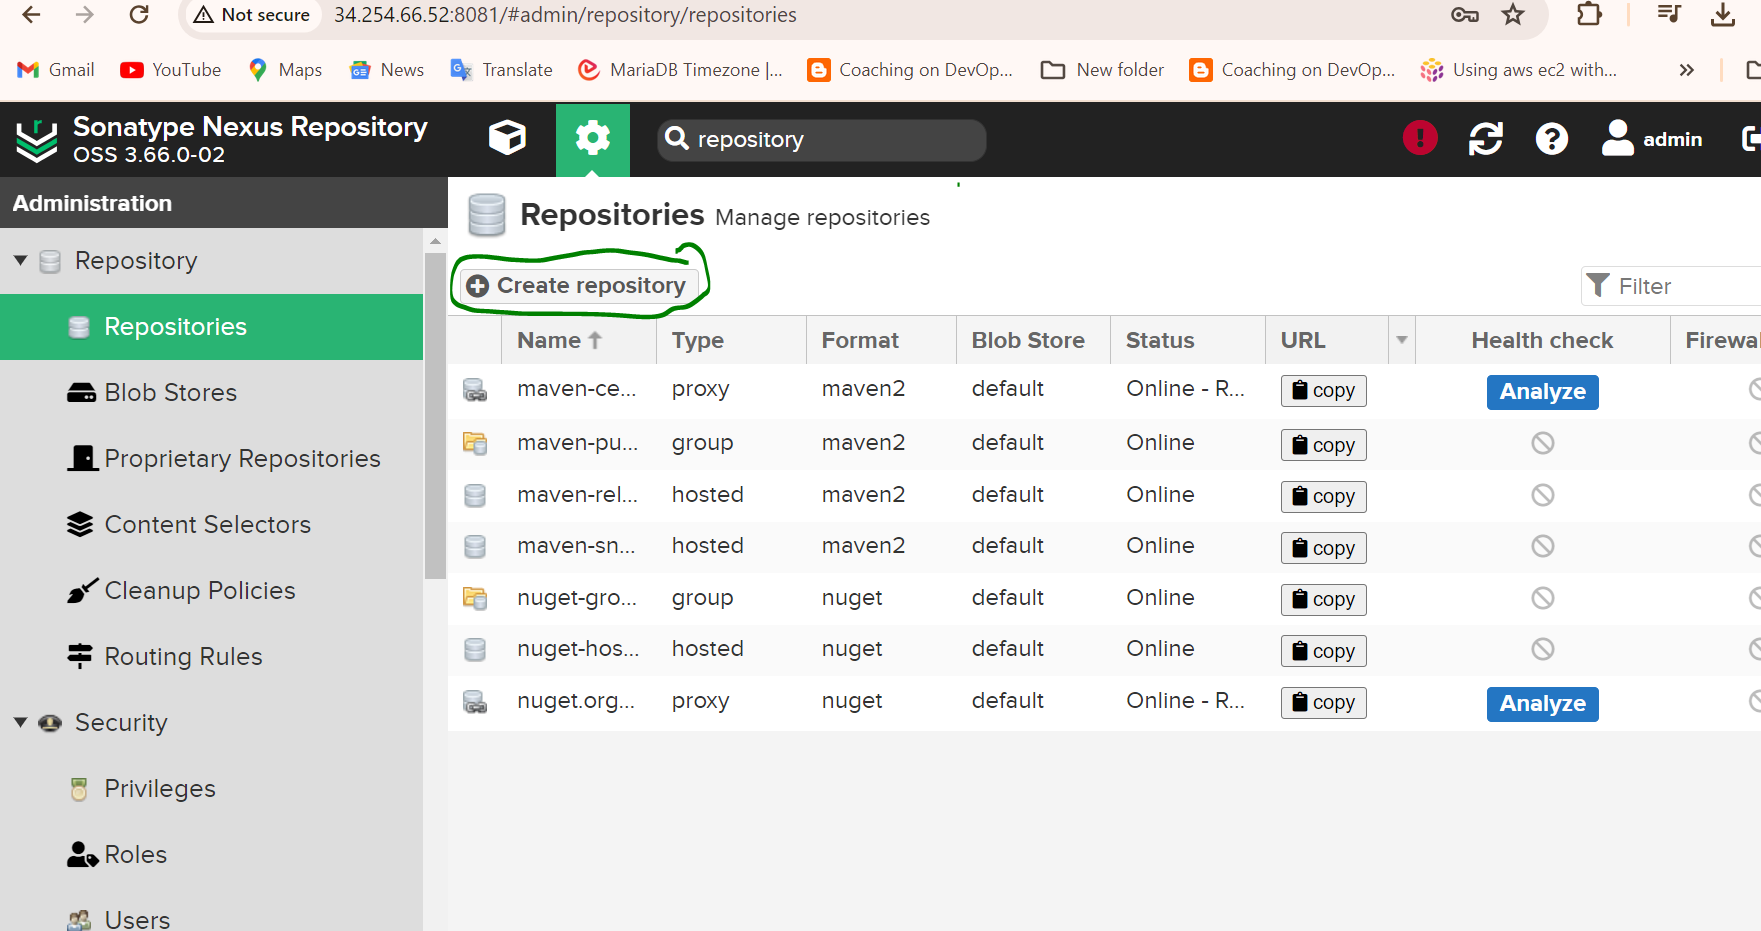 Not secure 34.254.66.52:8081/#admin/repository/repositories
Gmail YouTube Maps News Translate MariaDB Timezone |... Coaching on DevOp... New folder Coaching on DevOp... Using aws ec2 with... »
Sonatype Nexus Repository
OSS 3.66.0-02
repository
admin
Administration
Repository
Repositories
Blob Stores
Proprietary Repositories
Content Selectors
Cleanup Policies
Routing Rules
Security
Privileges
Roles
Users
Repositories Manage repositories
Create repository
Filter
Name Type Format Blob Store Status URL Health check Firewal
maven-ce... proxy maven2 default Online - R... copy Analyze
maven-pu... group maven2 default Online copy
maven-rel... hosted maven2 default Online copy
maven-sn... hosted maven2 default Online copy
nuget-gro... group nuget default Online copy
nuget-hos... hosted nuget default Online copy
nuget.org... proxy nuget default Online - R... copy Analyze